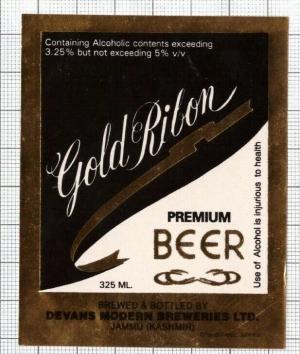 Containing Alcoholic contents exceeding
3.25% but not exceeding 5% v/v
Gold Ribon
PREMIUM
BEER
325 ML.
Use of Alcohol is injurious to health
BREWED & BOTTLED BY
DEVANS MODERN BREWERIES LTD.
JAMMU (KASHMIR)